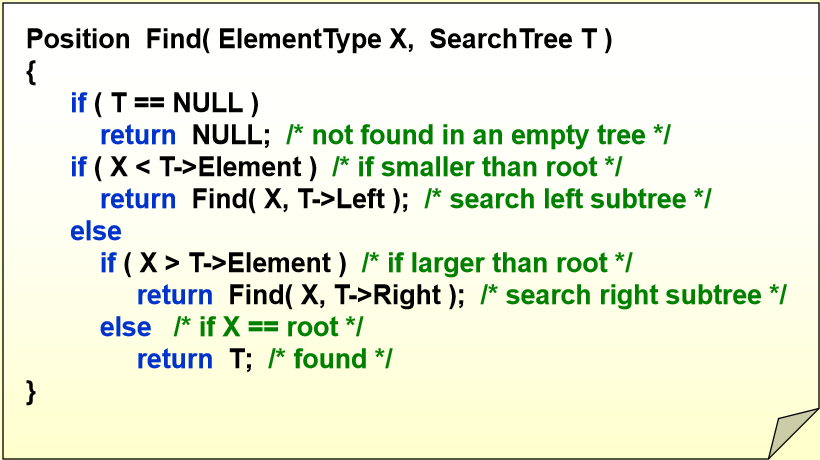 Position Find( ElementType X, SearchTree T )
{
if ( T == NULL )
return NULL; /* not found in an empty tree */
if ( X < T->Element ) /* if smaller than root */
return Find( X, T->Left ); /* search left subtree */
else
if ( X > T->Element ) /* if larger than root */
return Find( X, T->Right ); /* search right subtree */
else /* if X == root */
return T; /* found */
}